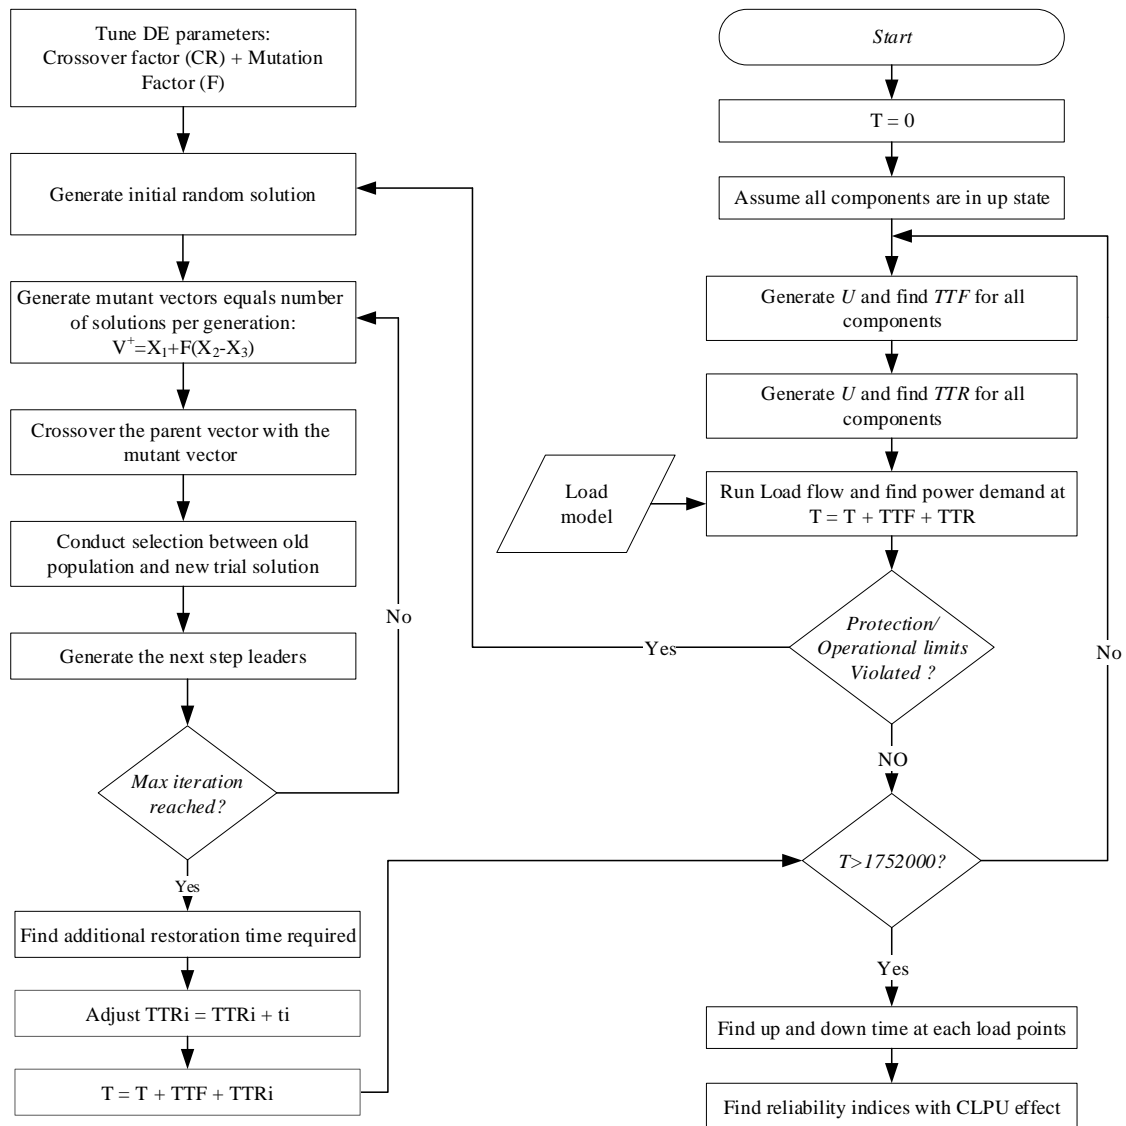 Tune DE parameters:
Crossover factor (CR) + Mutation
Factor (F)
Generate initial random solution
Generate mutant vectors equals number
of solutions per generation:
V⁺=X₁+F(X₂-X₃)
Crossover the parent vector with the
mutant vector
Conduct selection between old
population and new trial solution
Generate the next step leaders
No
Max iteration
reached?
Yes
Find additional restoration time required
Adjust TTRi = TTRi + ti
T = T + TTF + TTRi
Start
T = 0
Assume all components are in up state
Generate U and find TTF for all
components
Generate U and find TTR for all
components
Load
model
Run Load flow and find power demand at
T = T + TTF + TTR
Protection/
Operational limits
Violated ?
Yes
No
NO
T>1752000?
Yes
Find up and down time at each load points
Find reliability indices with CLPU effect